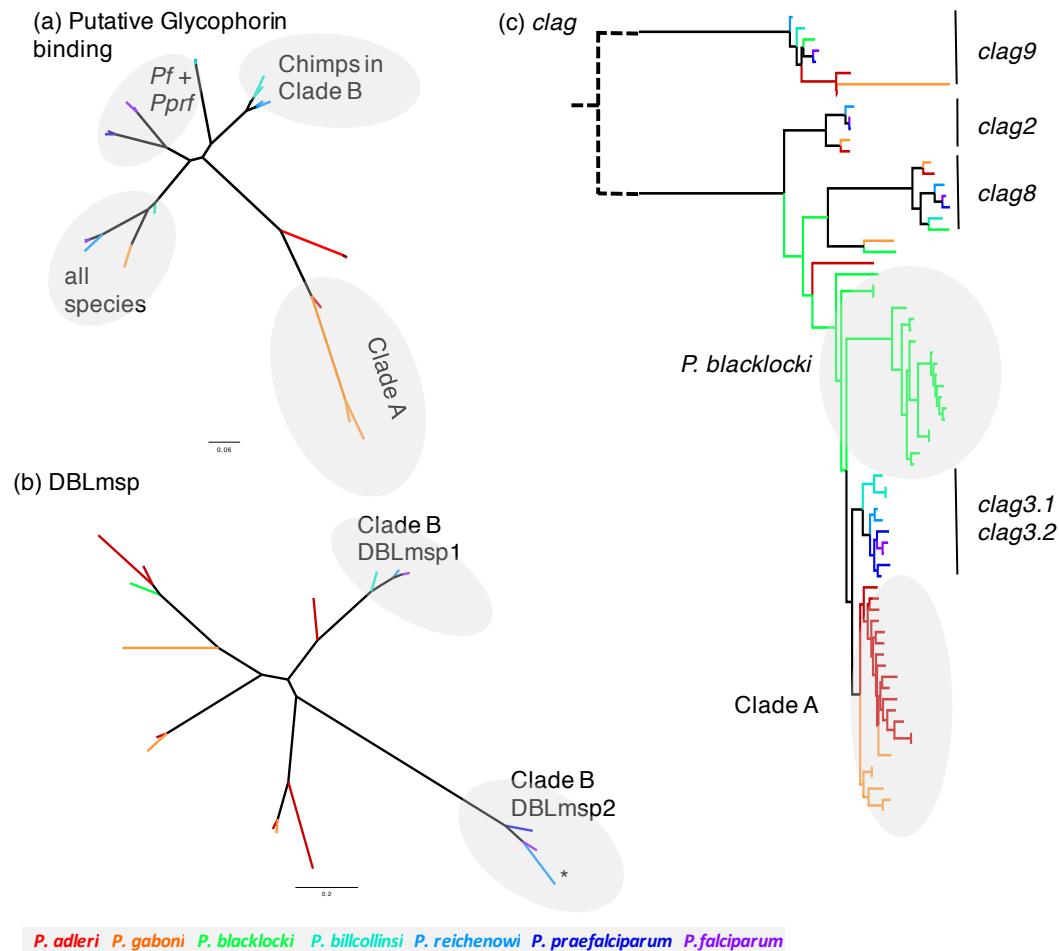 (a) Putative Glycophorin
binding
Pf +
Pprf
Chimps in
Clade B
all
species
Clade A
0.06
(b) DBLmsp
Clade B
DBLmsp1
Clade B
DBLmsp2
*
0.2
(c) clag
clag9
clag2
clag8
P. blacklocki
clag3.1
clag3.2
Clade A
P. adleri P. gaboni P. blacklocki P. billcollinsi P. reichenowi P. praefalciparum P.falciparum